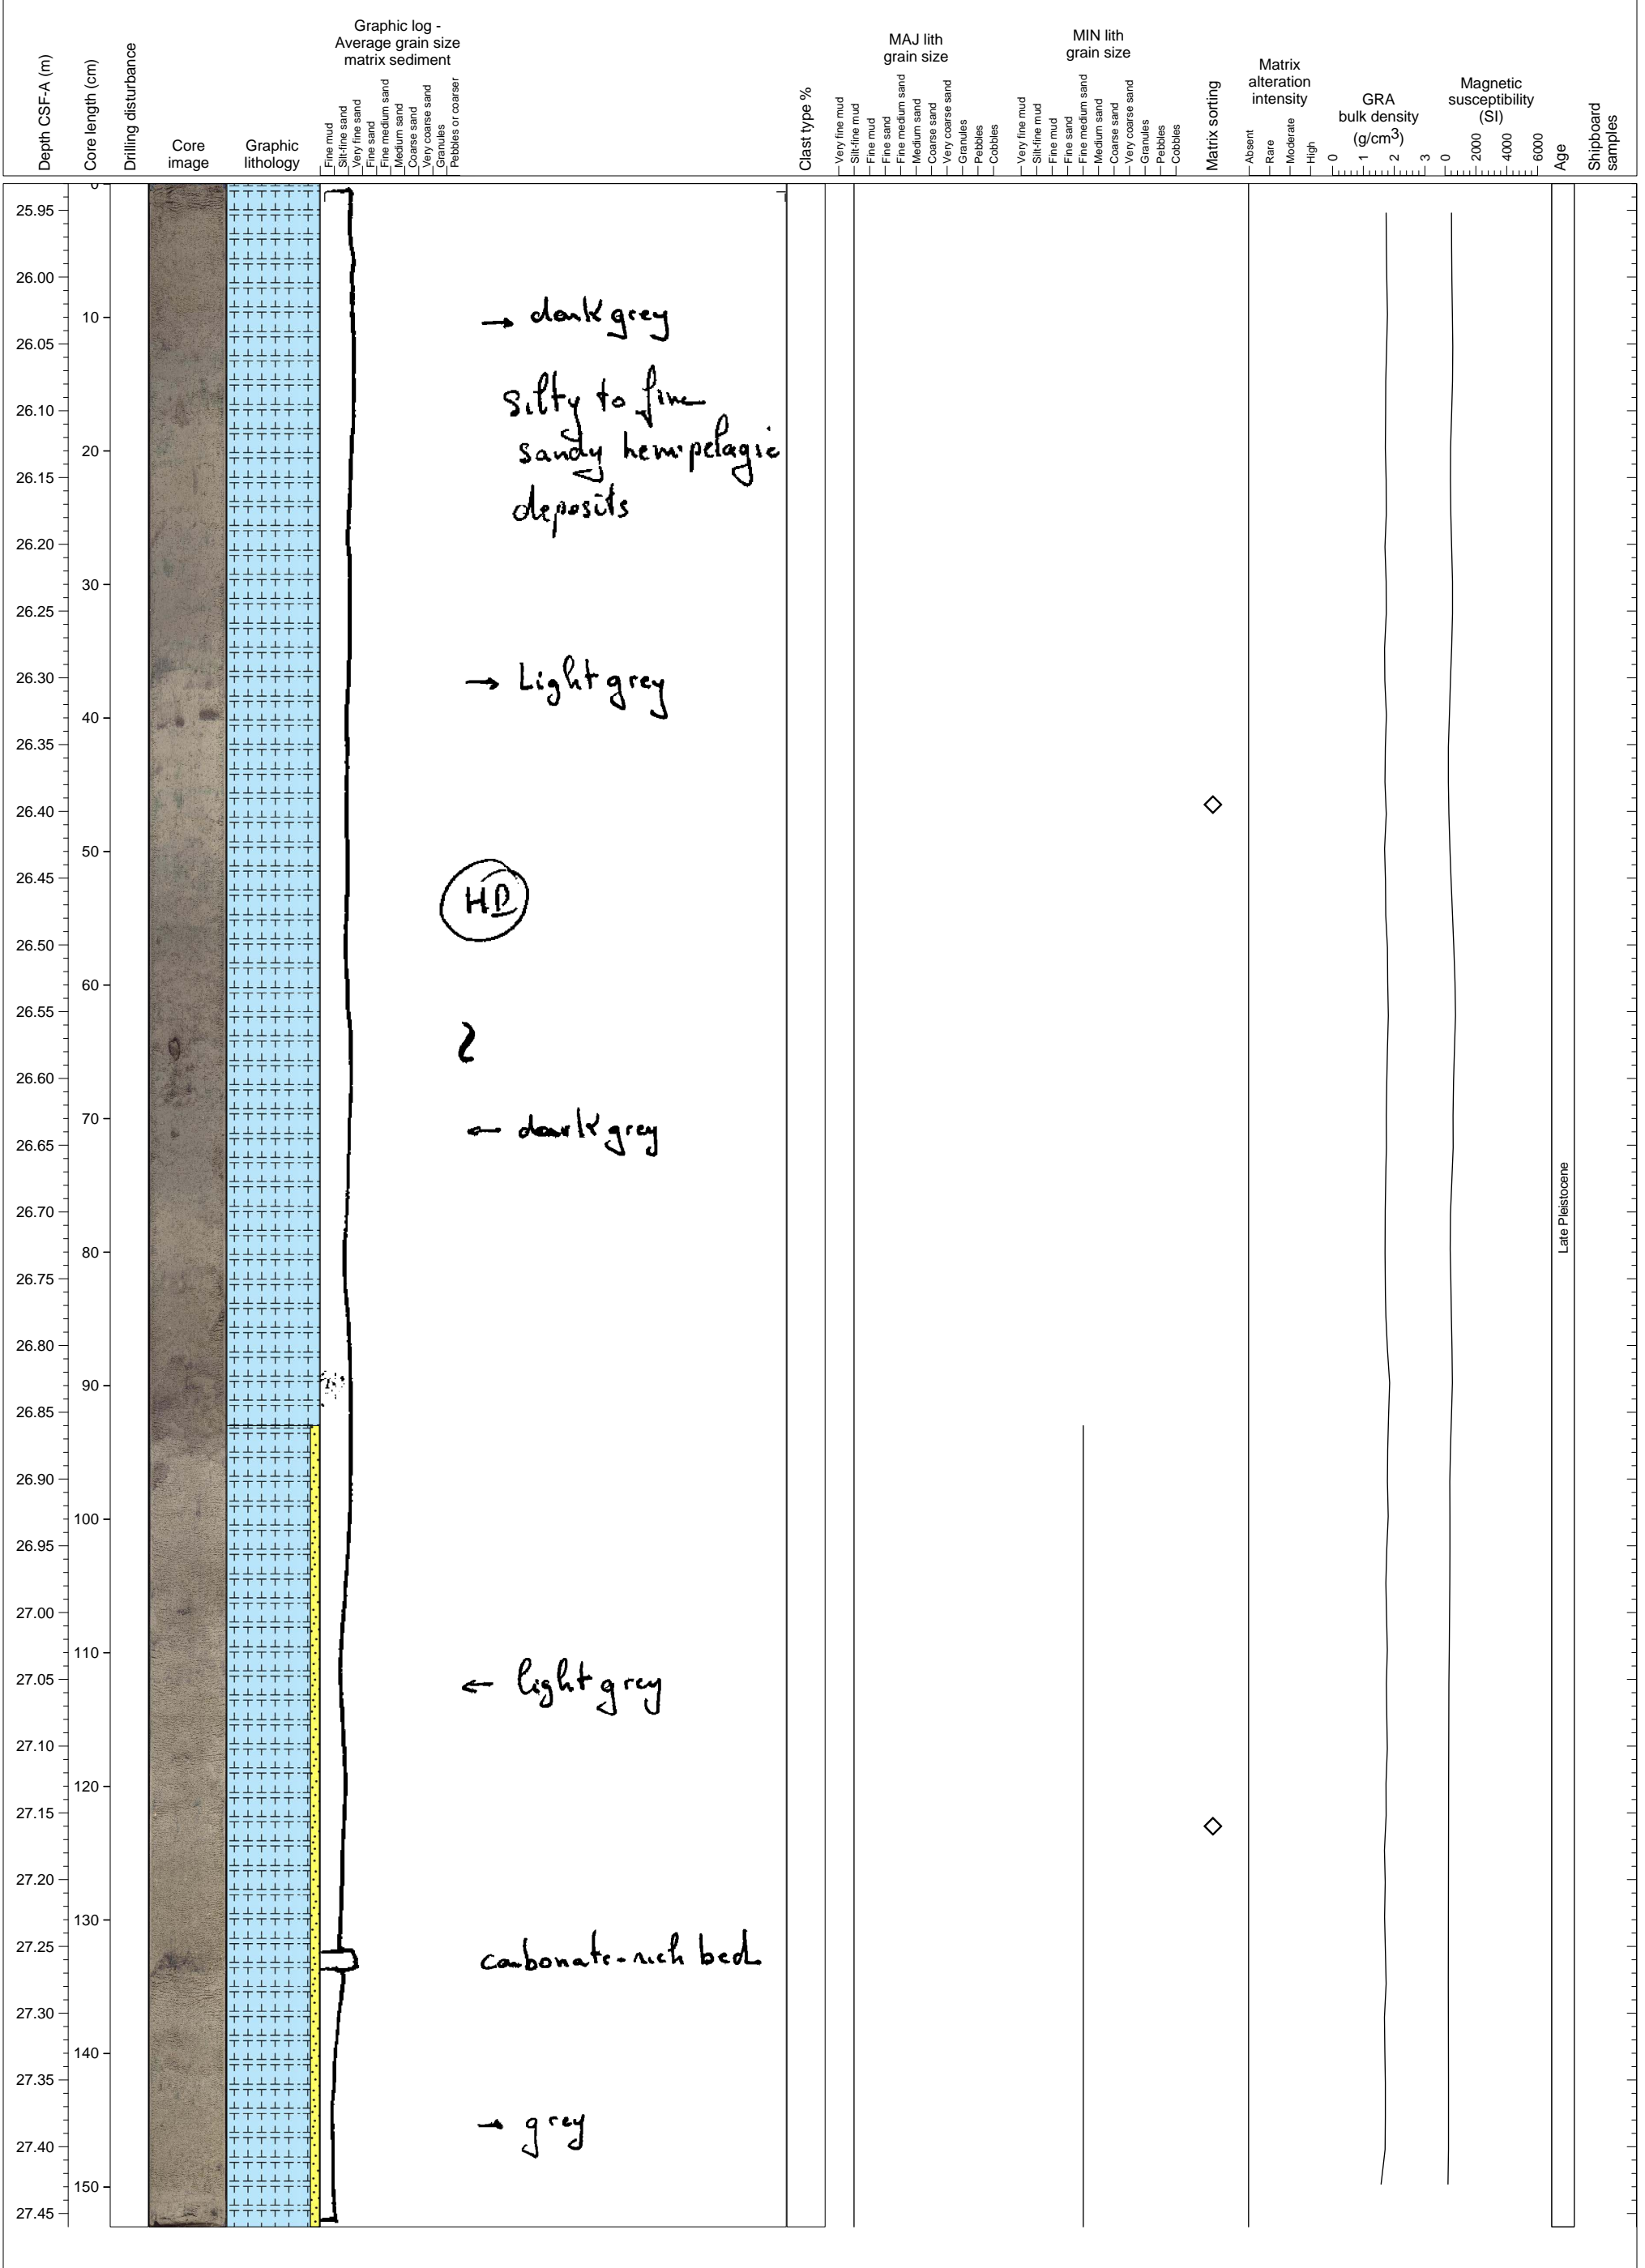 Depth CSF-A (m)
Core length (cm)
Drilling disturbance
Core
image
Graphic
lithology
Graphic log -
Average grain size
matrix sediment
Fine mud
Silt-fine sand
Very fine sand
Fine sand
Fine medium sand
Medium sand
Coarse sand
Very coarse sand
Granules
Pebbles or coarser
Clast type %
MAJ lith
grain size
Very fine mud
Silt-fine mud
Fine mud
Fine sand
Fine medium sand
Medium sand
Coarse sand
Very coarse sand
Granules
Pebbles
Cobbles
MIN lith
grain size
Very fine mud
Silt-fine mud
Fine mud
Fine sand
Fine medium sand
Medium sand
Coarse sand
Very coarse sand
Granules
Pebbles
Cobbles
Matrix sorting
Matrix
alteration
intensity
Absent
Rare
Moderate
High
GRA
bulk density
(g/cm3)
0 1 2 3
Magnetic
susceptibility
(SI)
0 2000 4000 6000
Age
Shipboard
samples
0
25.95
26.00
10
26.05
26.10
20
26.15
26.20
30
26.25
26.30
40
26.35
26.40
50
26.45
26.50
60
26.55
26.60
70
26.65
26.70
80
26.75
26.80
90
26.85
26.90
100
26.95
27.00
110
27.05
27.10
120
27.15
27.20
130
27.25
27.30
140
27.35
27.40
150
27.45
→ dark grey
silty to fine
sandy hemipelagic
deposits
→ Light grey
HD
← dark grey
← light grey
carbonate-rich bed
→ grey
Late Pleistocene